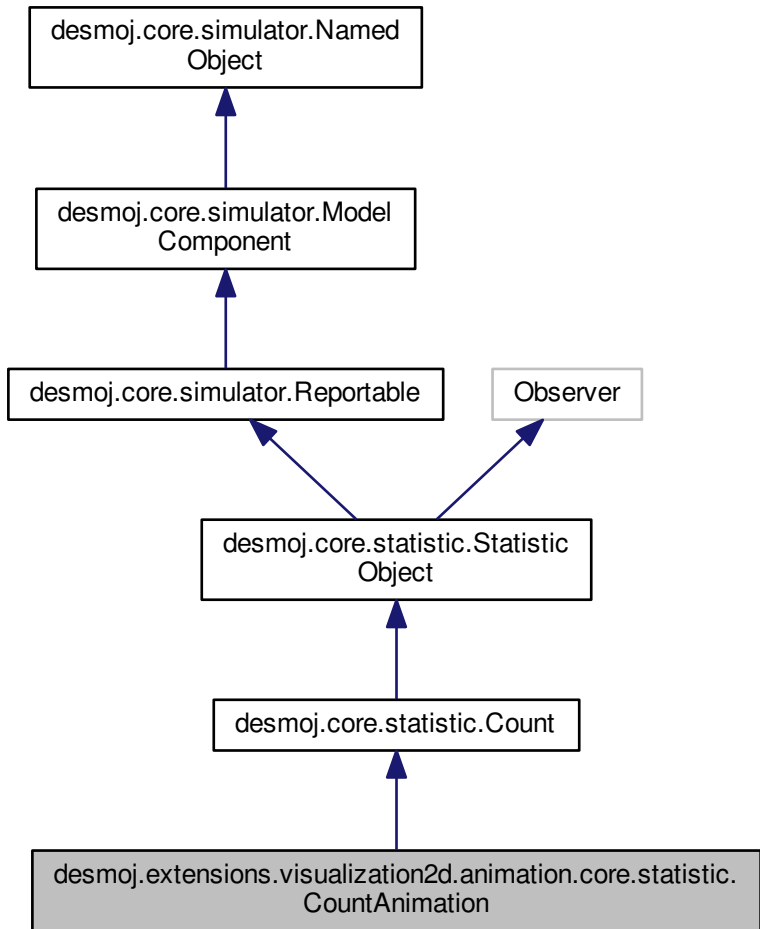 desmoj.core.simulator.Named
Object
desmoj.core.simulator.Model
Component
desmoj.core.simulator.Reportable
Observer
desmoj.core.statistic.Statistic
Object
desmoj.core.statistic.Count
desmoj.extensions.visualization2d.animation.core.statistic.
CountAnimation